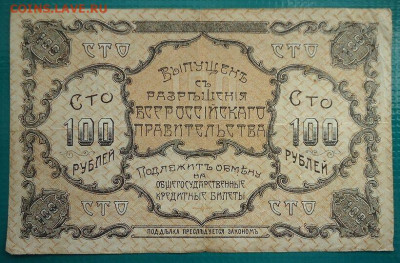 COINS.LAVE.RU
СТО СТО
ВЫПУЩЕНЪ
СЪ
РАЗРѢШЕНІЯ
ВСЕРОССІЙСКАГО
ПРАВИТЕЛЬСТВА
СТО 100 РУБЛЕЙ
СТО 100 РУБЛЕЙ
ПОДЛЕЖИТЪ ОБМѢНУ
НА
ОБЩЕГОСУДАРСТВЕННЫЕ
КРЕДИТНЫЕ БИЛЕТЫ
СТО СТО
ПОДДѢЛКА ПРЕСЛѢДУЕТСЯ ЗАКОНОМЪ